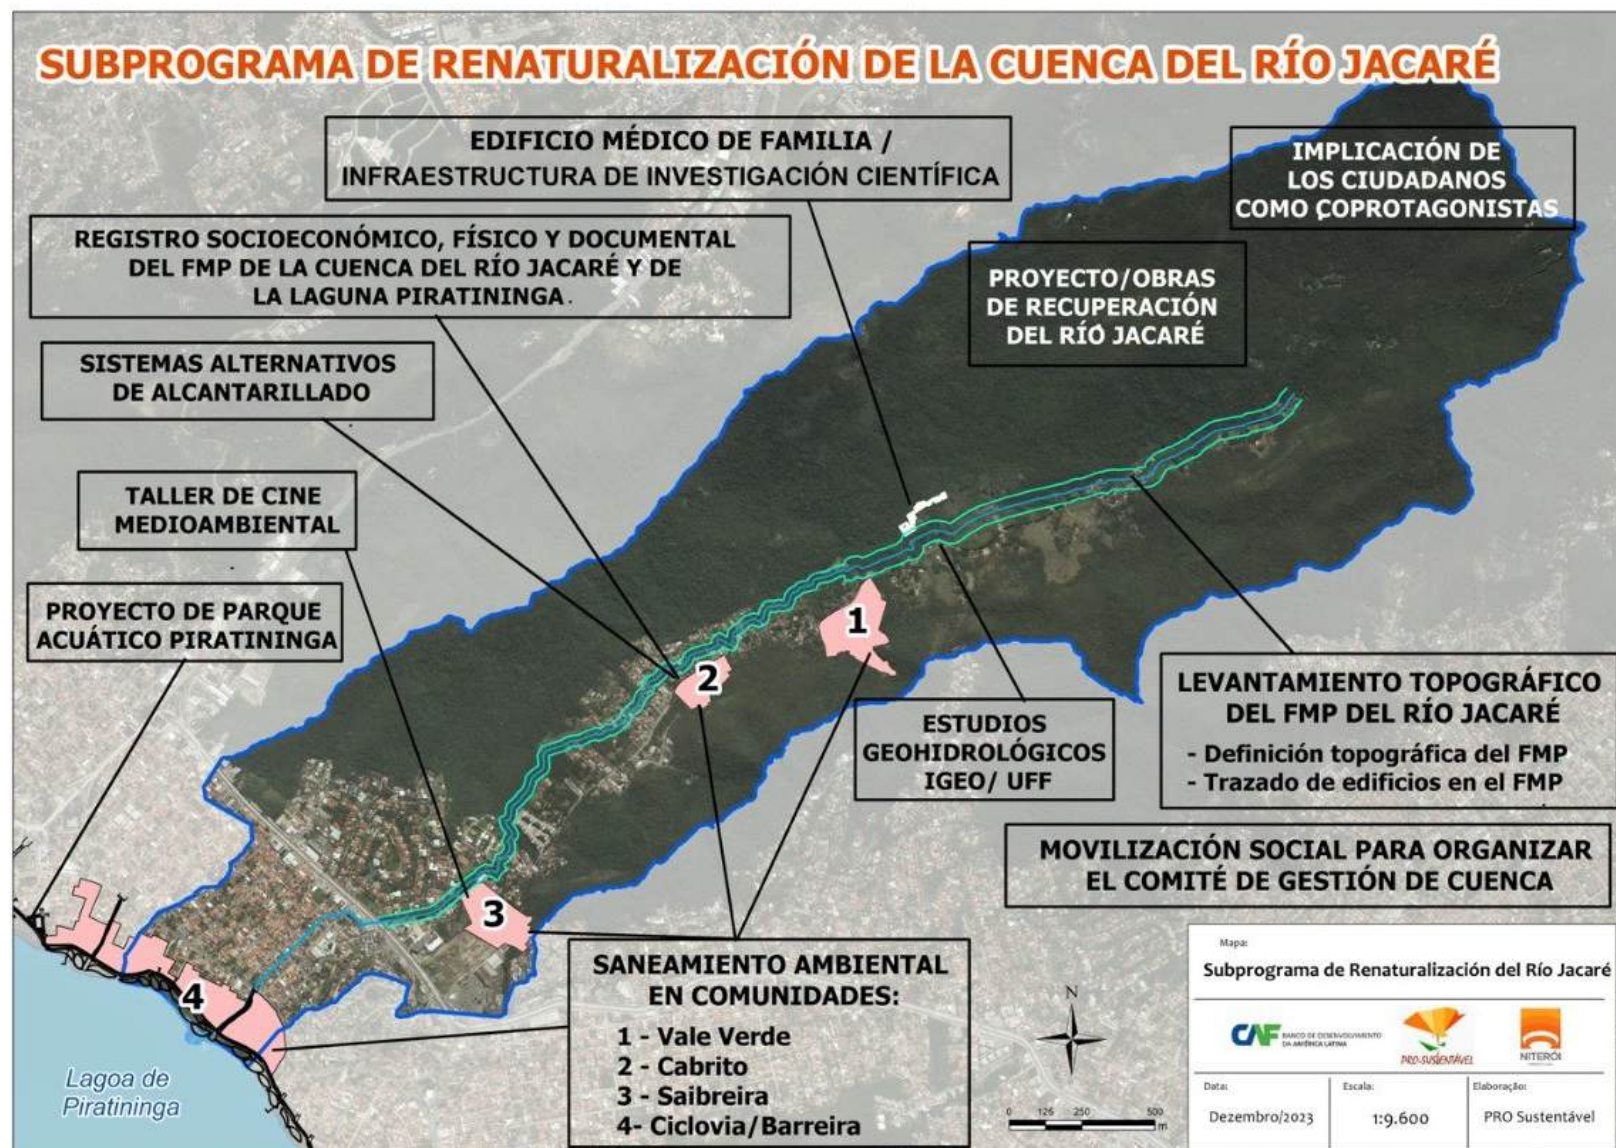 SUBPROGRAMA DE RENATURALIZACIÓN DE LA CUENCA DEL RÍO JACARÉ
EDIFICIO MÉDICO DE FAMILIA /
INFRAESTRUCTURA DE INVESTIGACIÓN CIENTÍFICA
IMPLICACIÓN DE
LOS CIUDADANOS
COMO ÇOPROTAGONISTAS
REGISTRO SOCIOECONÓMICO, FÍSICO Y DOCUMENTAL
DEL FMP DE LA CUENCA DEL RÍO JACARÉ Y DE
LA LAGUNA PIRATININGA.
PROYECTO/OBRAS
DE RECUPERACIÓN
DEL RÍO JACARÉ
SISTEMAS ALTERNATIVOS
DE ALCANTARILLADO
TALLER DE CINE
MEDIOAMBIENTAL
PROYECTO DE PARQUE
ACUÁTICO PIRATININGA
1
2
3
4
ESTUDIOS
GEOHIDROLÓGICOS
IGEO/ UFF
LEVANTAMIENTO TOPOGRÁFICO
DEL FMP DEL RÍO JACARÉ
- Definición topográfica del FMP
- Trazado de edificios en el FMP
MOVILIZACIÓN SOCIAL PARA ORGANIZAR
EL COMITÉ DE GESTIÓN DE CUENCA
SANEAMIENTO AMBIENTAL
EN COMUNIDADES:
1 - Vale Verde
2 - Cabrito
3 - Saibreira
4- Ciclovia/Barreira
Lagoa de
Piratininga
N
0 125 250 500
m
Mapa:
Subprograma de Renaturalización del Río Jacaré
CAF BANCO DE DESENVOLVIMENTO
DA AMÉRICA LATINA
PRO-SUSTENTÁVEL
NITERÓI
Data:
Dezembro/2023
Escala:
1:9.600
Elaboração:
PRO Sustentável